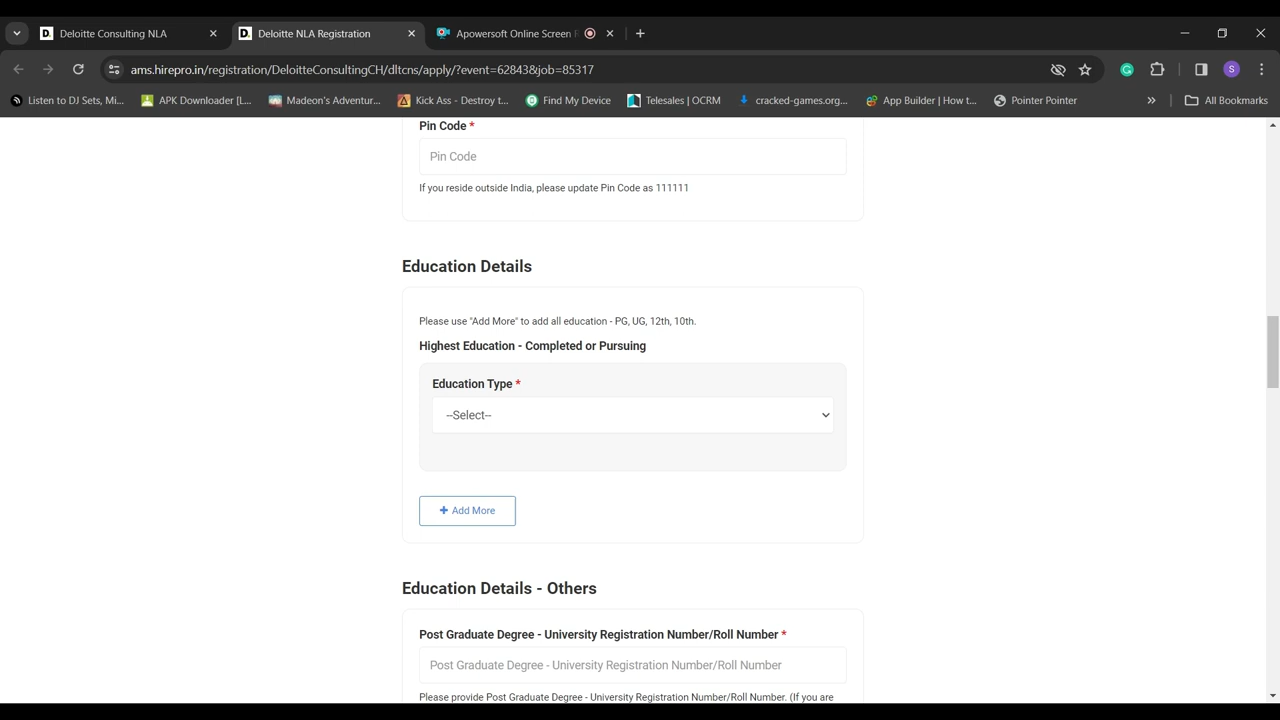 Deloitte Consulting NLA
Deloitte NLA Registration
Apowersoft Online Screen
ams.hirepro.in/registration/DeloitteConsultingCH/dltcns/apply/?event=62843&job=85317
S
Listen to DJ Sets, Mi...
APK Downloader [L...
Madeon's Adventur...
Kick Ass - Destroy t...
Find My Device
Telesales | OCRM
cracked-games.org...
App Builder | How t...
Pointer Pointer
All Bookmarks
Pin Code *
Pin Code
If you reside outside India, please update Pin Code as 111111
Education Details
Please use "Add More" to add all education - PG, UG, 12th, 10th.
Highest Education - Completed or Pursuing
Education Type *
--Select--
+ Add More
Education Details - Others
Post Graduate Degree - University Registration Number/Roll Number *
Post Graduate Degree - University Registration Number/Roll Number
Please provide Post Graduate Degree - University Registration Number/Roll Number. (If you are